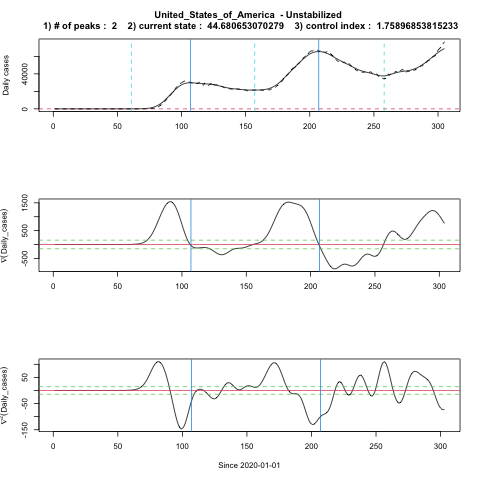 United_States_of_America - Unstabilized
1) # of peaks : 2 2) current state : 44.680653070279 3) control index : 1.75896853815233
Daily cases
40000
0
0 50 100 150 200 250 300
∇(Daily_cases)
1500
500
-500
0 50 100 150 200 250 300
∇²(Daily_cases)
100
50
0
-50
-150
0 50 100 150 200 250 300
Since 2020-01-01